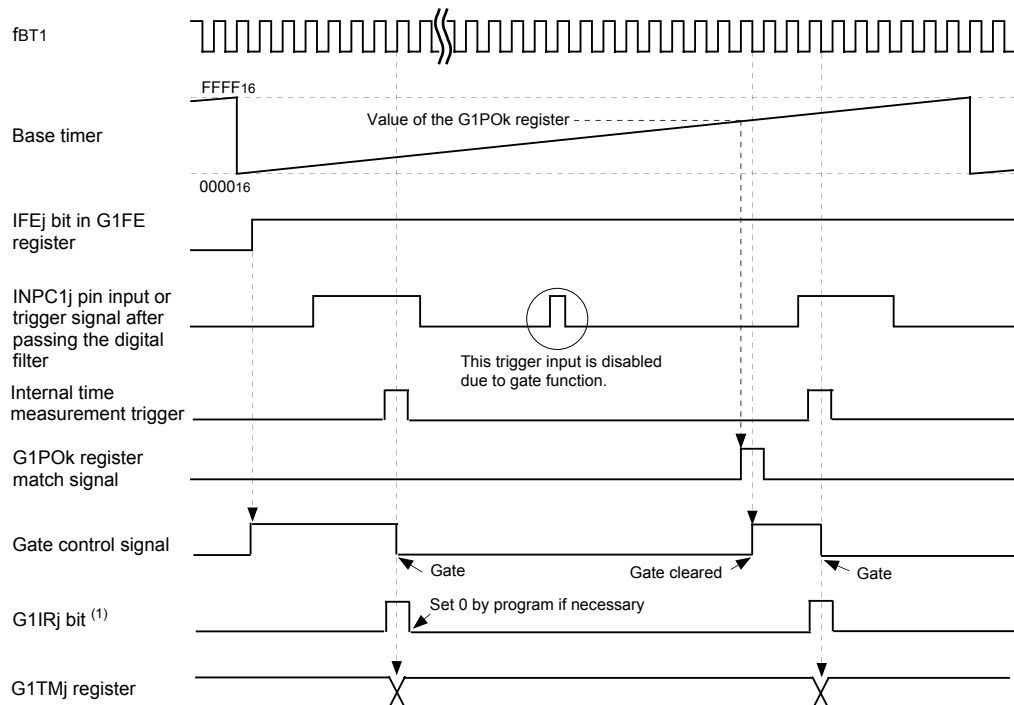 fBT1
FFFF16
Base timer
Value of the G1POk register
000016
IFEj bit in G1FE
register
INPC1j pin input or
trigger signal after
passing the digital
filter
This trigger input is disabled
due to gate function.
Internal time
measurement trigger
G1POk register
match signal
Gate control signal
Gate
Gate cleared
Gate
G1IRj bit (1)
Set 0 by program if necessary
G1TMj register